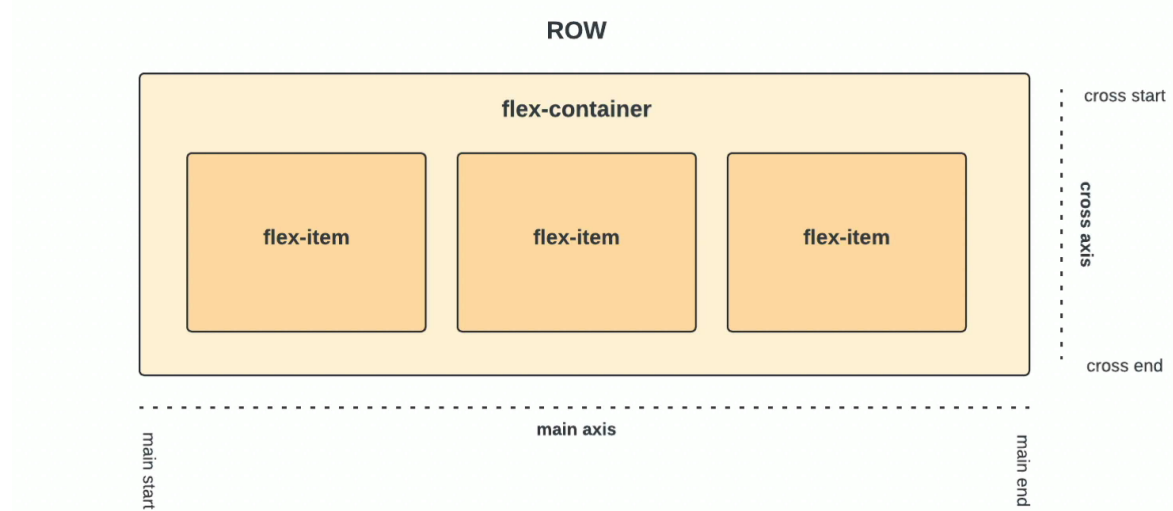 ROW
flex-container
cross start
flex-item
flex-item
flex-item
cross axis
cross end
main axis
main start
main end